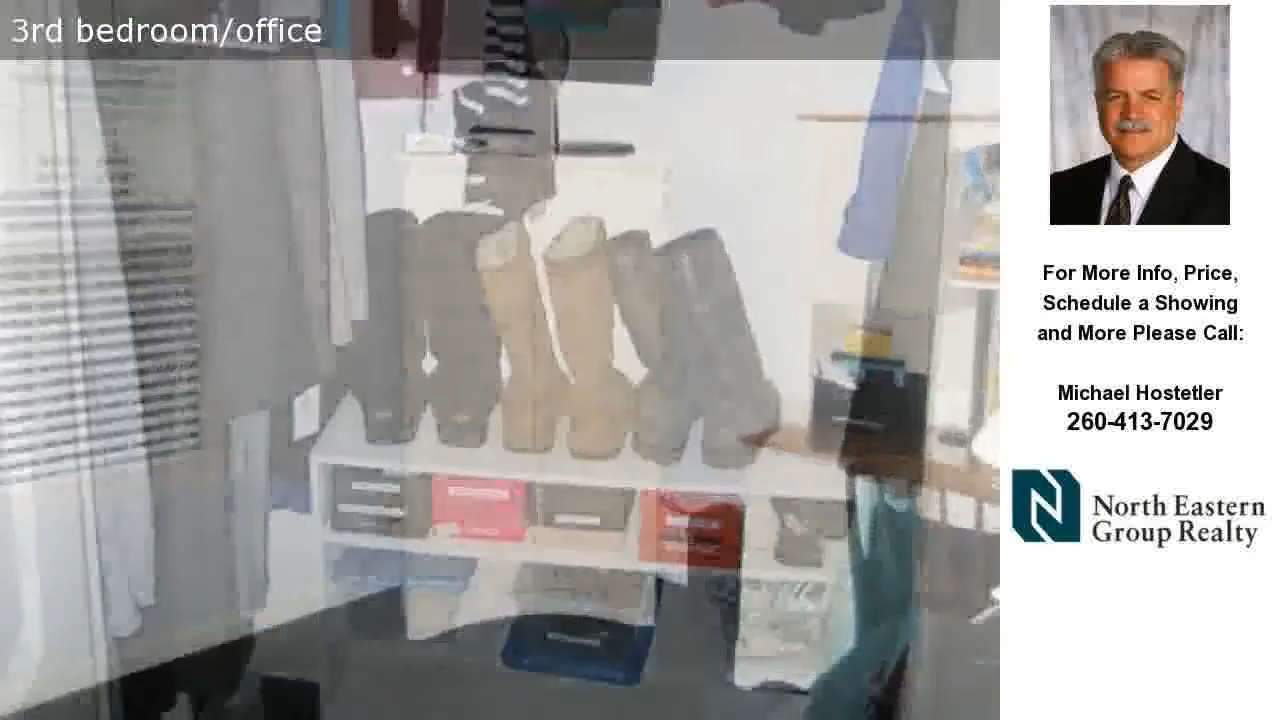 3rd bedroom/office
For More Info, Price,
Schedule a Showing
and More Please Call:
Michael Hostetler
260-413-7029
North Eastern
Group Realty